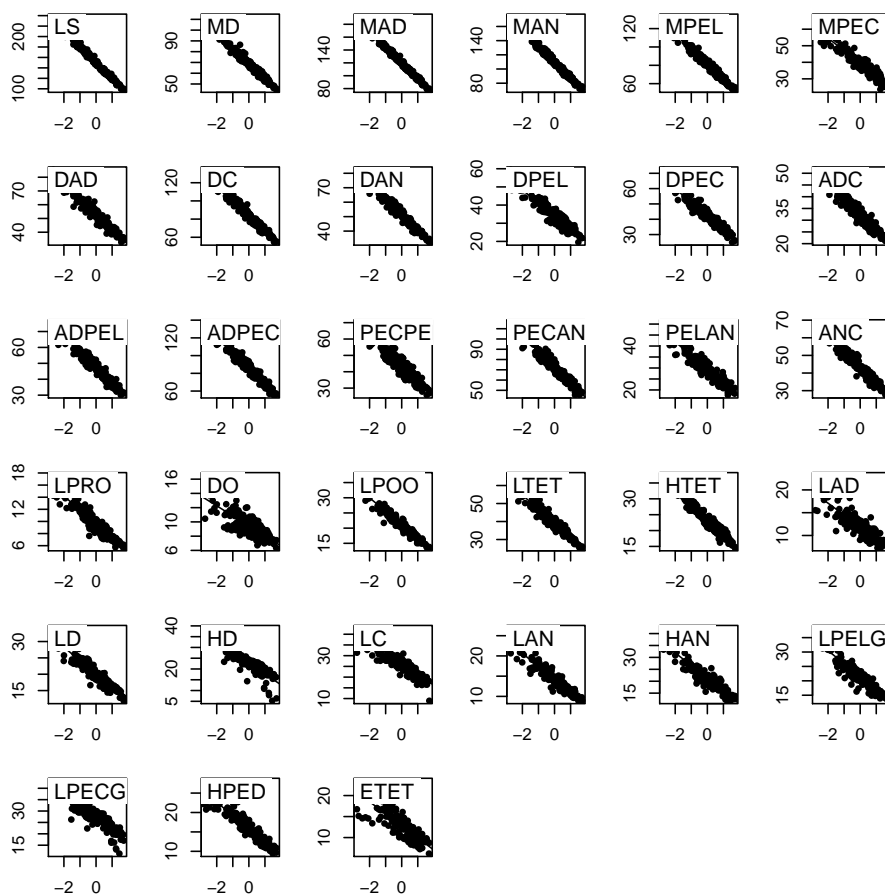 LS
100 150 200
−2 0
MD
50 70 90
−2 0
MAD
80 140
−2 0
MAN
80 140
−2 0
MPEL
60 120
−2 0
MPEC
30 50
−2 0
DAD
40 70
−2 0
DC
60 120
−2 0
DAN
40 70
−2 0
DPEL
20 40 60
−2 0
DPEC
30 60
−2 0
ADC
20 35 50
−2 0
ADPEL
30 60
−2 0
ADPEC
60 120
−2 0
PECPE
30 60
−2 0
PECAN
50 90
−2 0
PELAN
20 40
−2 0
ANC
30 50 70
−2 0
LPRO
6 12 18
−2 0
DO
6 10 16
−2 0
LPOO
15 30
−2 0
LTET
30 50
−2 0
HTET
15 30
−2 0
LAD
10 20
−2 0
LD
15 30
−2 0
HD
5 20 40
−2 0
LC
10 30
−2 0
LAN
10 20
−2 0
HAN
15 30
−2 0
LPELG
15 30
−2 0
LPECG
15 30
−2 0
HPED
10 20
−2 0
ETET
10 20
−2 0